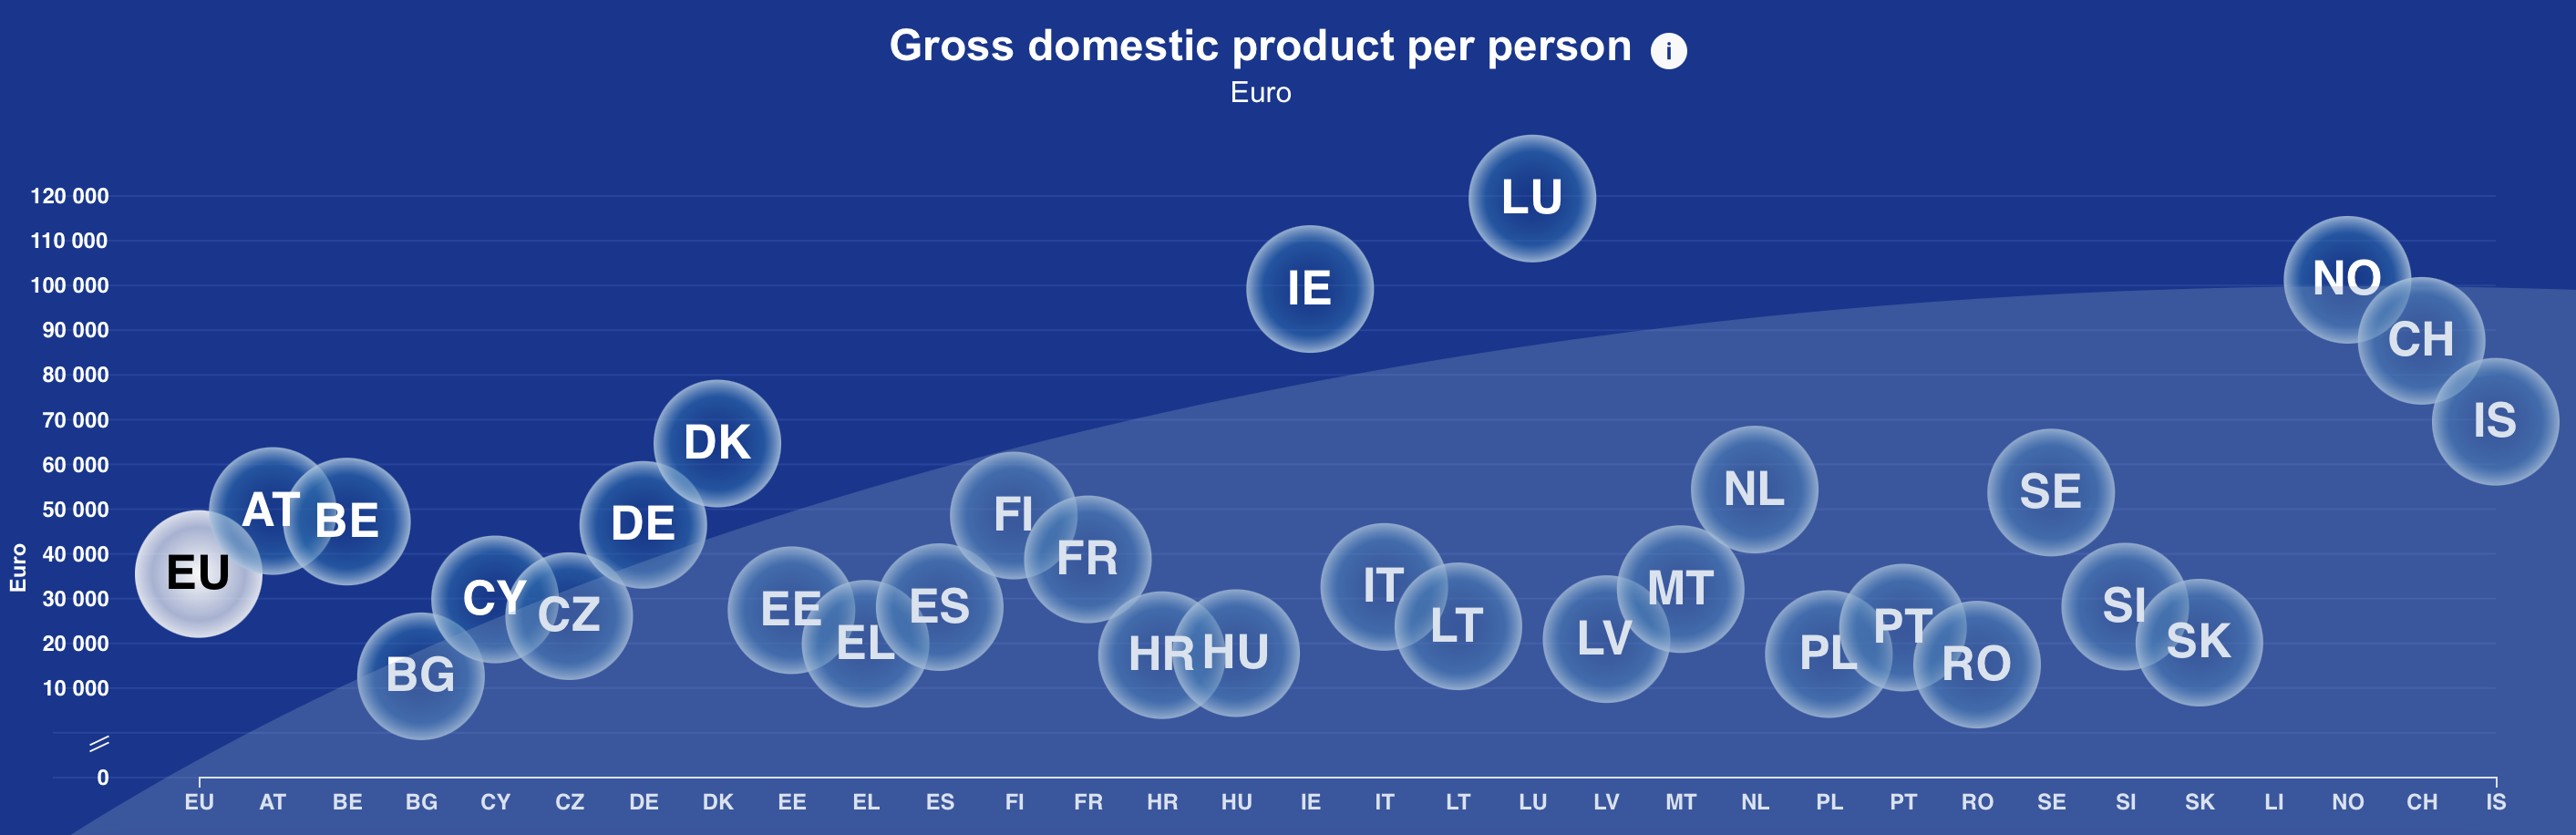 Gross domestic product per person i
Euro
120 000
110 000
100 000
90 000
80 000
70 000
60 000
50 000
40 000
30 000
20 000
10 000
0
Euro
EU
AT
BE
BG
CY
CZ
DE
DK
EE
EL
ES
FI
FR
HR
HU
IE
IT
LT
LU
LV
MT
NL
PL
PT
RO
SE
SI
SK
NO
CH
IS
EU AT BE BG CY CZ DE DK EE EL ES FI FR HR HU IE IT LT LU LV MT NL PL PT RO SE SI SK LI NO CH IS